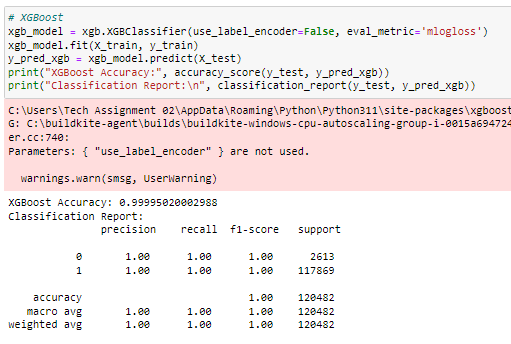 # XGBoost
xgb_model = xgb.XGBClassifier(use_label_encoder=False, eval_metric='mlogloss')
xgb_model.fit(X_train, y_train)
y_pred_xgb = xgb_model.predict(X_test)
print("XGBoost Accuracy:", accuracy_score(y_test, y_pred_xgb))
print("Classification Report:\n", classification_report(y_test, y_pred_xgb))
C:\Users\Tech Assignment 02\AppData\Roaming\Python\Python311\site-packages\xgboost
G: C:\buildkite-agent\builds\buildkite-windows-cpu-autoscaling-group-i-0015a694724
er.cc:740:
Parameters: { "use_label_encoder" } are not used.
warnings.warn(smsg, UserWarning)
XGBoost Accuracy: 0.99995020002988
Classification Report:
precision recall f1-score support
0 1.00 1.00 1.00 2613
1 1.00 1.00 1.00 117869
accuracy 1.00 120482
macro avg 1.00 1.00 1.00 120482
weighted avg 1.00 1.00 1.00 120482